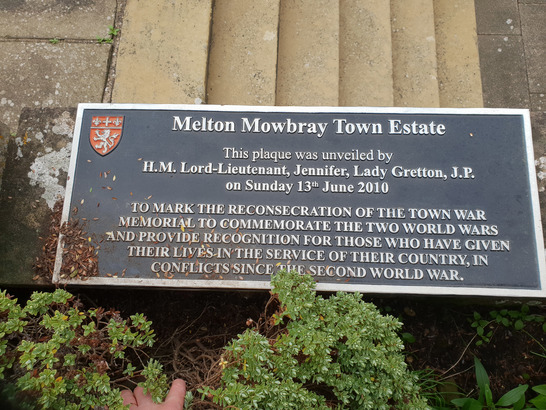 Melton Mowbray Town Estate
This plaque was unveiled by
H.M. Lord-Lieutenant, Jennifer, Lady Gretton, J.P.
on Sunday 13th June 2010
TO MARK THE RECONSECRATION OF THE TOWN WAR
MEMORIAL TO COMMEMORATE THE TWO WORLD WARS
AND PROVIDE RECOGNITION FOR THOSE WHO HAVE GIVEN
THEIR LIVES IN THE SERVICE OF THEIR COUNTRY, IN
CONFLICTS SINCE THE SECOND WORLD WAR.